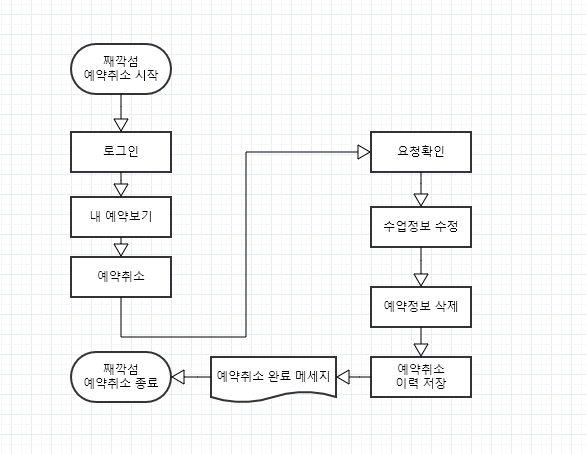 째깍섬
예약취소 시작
로그인
내 예약보기
예약취소
요청확인
수업정보 수정
예약정보 삭제
예약취소
이력 저장
예약취소 완료 메세지
째깍섬
예약취소 종료